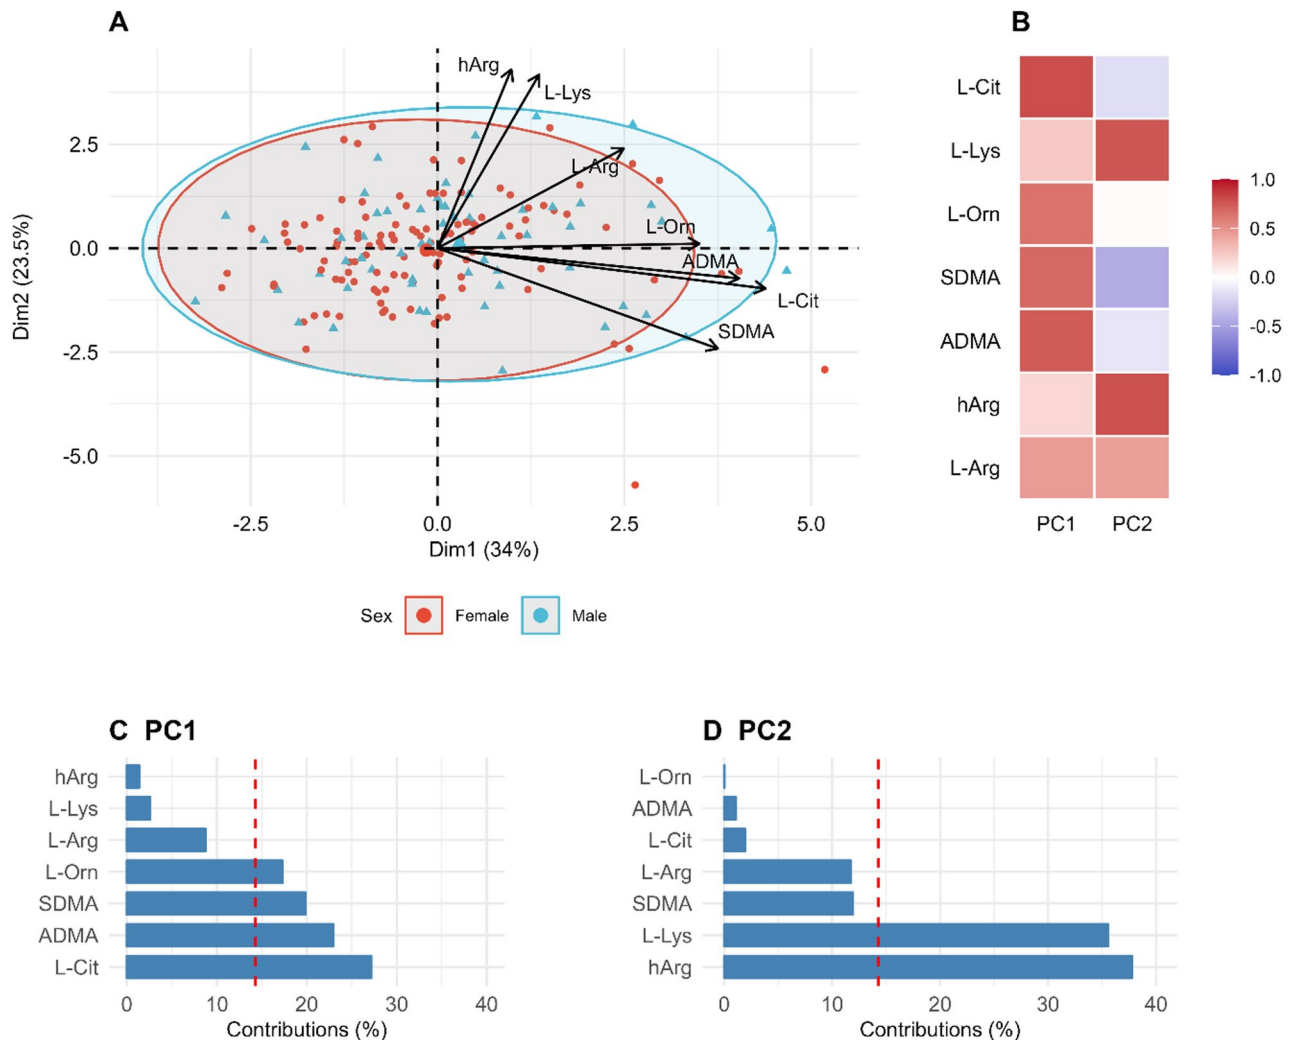 A
hArg
L-Lys
L-Arg
L-Orn
ADMA
L-Cit
SDMA
2.5
0.0
-2.5
-5.0
Dim2 (23.5%)
-2.5 0.0 2.5 5.0
Dim1 (34%)
Sex Female Male
B
L-Cit
L-Lys
L-Orn
SDMA
ADMA
hArg
L-Arg
PC1 PC2
1.0
0.5
0.0
-0.5
-1.0
C PC1
hArg
L-Lys
L-Arg
L-Orn
SDMA
ADMA
L-Cit
0 10 20 30 40
Contributions (%)
D PC2
L-Orn
ADMA
L-Cit
L-Arg
SDMA
L-Lys
hArg
0 10 20 30 40
Contributions (%)